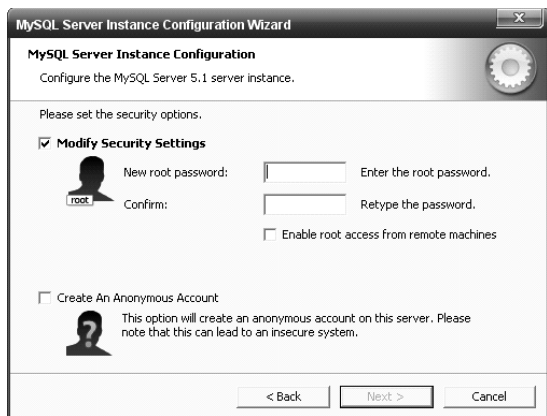 MySQL Server Instance Configuration Wizard
MySQL Server Instance Configuration
Configure the MySQL Server 5.1 server instance.
Please set the security options.
Modify Security Settings
root
New root password:
Enter the root password.
Confirm:
Retype the password.
Enable root access from remote machines
Create An Anonymous Account
This option will create an anonymous account on this server. Please
note that this can lead to an insecure system.
< Back
Next >
Cancel